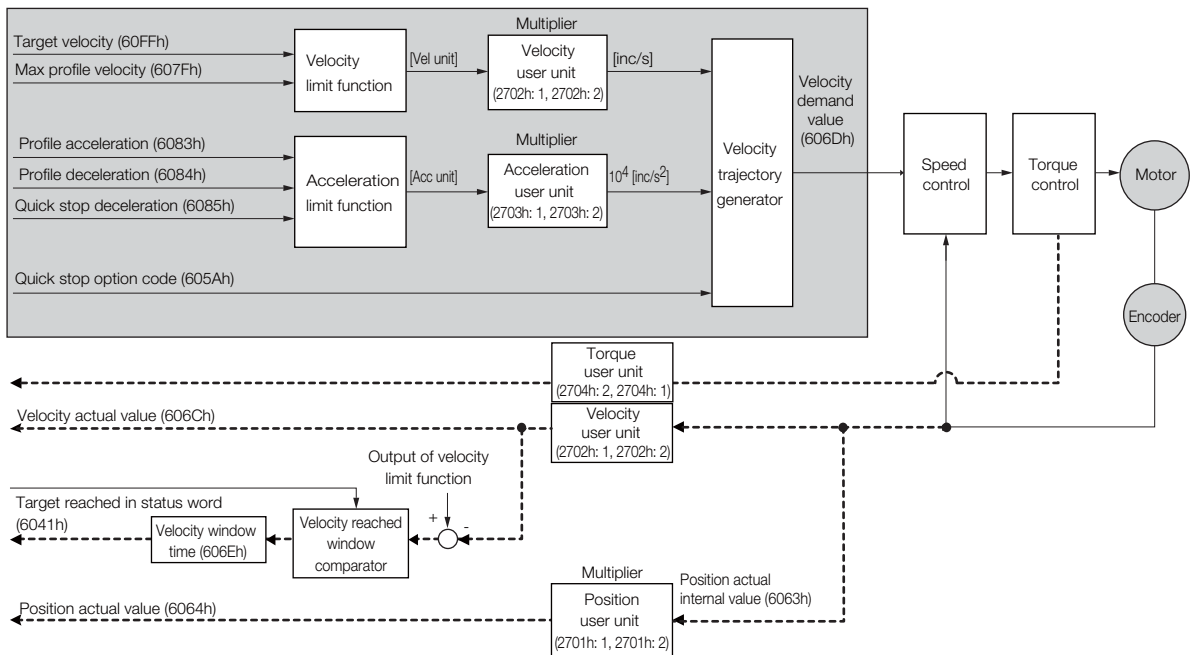 Multiplier
Target velocity (60FFh)
Max profile velocity (607Fh)
Velocity
limit function
[Vel unit]
Velocity
user unit
(2702h: 1, 2702h: 2)
[inc/s]
Velocity
demand
value
(606Dh)
Profile acceleration (6083h)
Profile deceleration (6084h)
Quick stop deceleration (6085h)
Acceleration
limit function
[Acc unit]
Multiplier
Acceleration
user unit
(2703h: 1, 2703h: 2)
10⁴ [inc/s²]
Velocity
trajectory
generator
Speed
control
Torque
control
Motor
Quick stop option code (605Ah)
Encoder
Torque
user unit
(2704h: 2, 2704h: 1)
Velocity actual value (606Ch)
Velocity
user unit
(2702h: 1, 2702h: 2)
Output of velocity
limit function
+
-
Target reached in status word
(6041h)
Velocity window
time (606Eh)
Velocity reached
window
comparator
Multiplier
Position actual value (6064h)
Position
user unit
(2701h: 1, 2701h: 2)
Position actual
internal value (6063h)